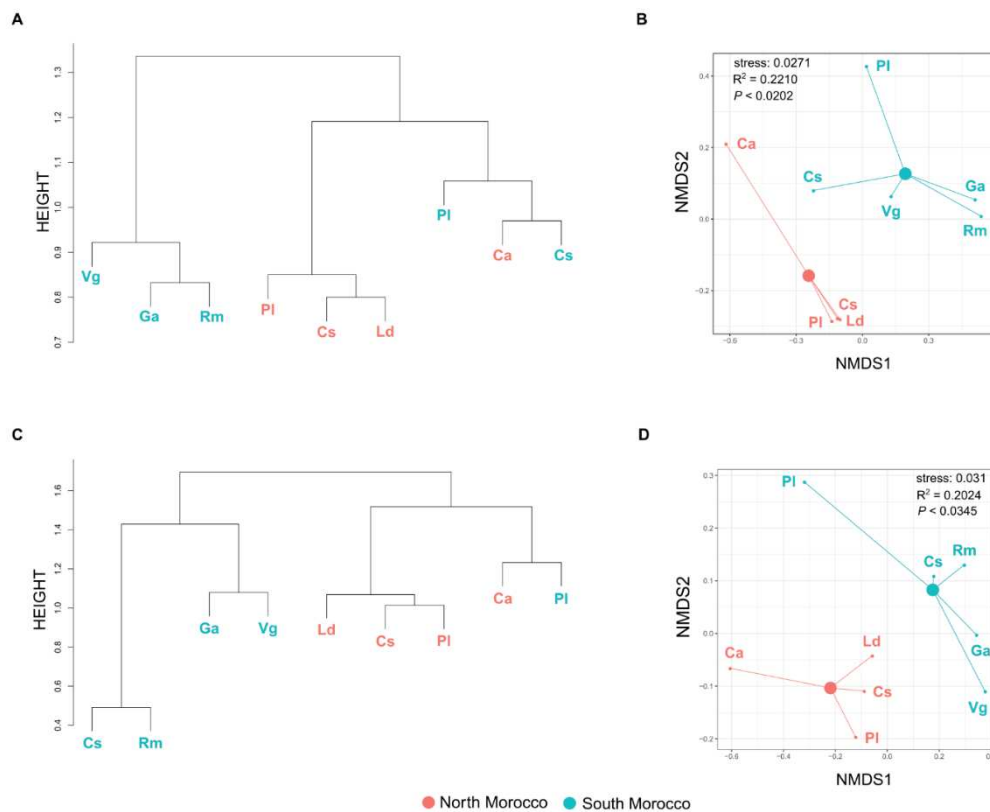 A
HEIGHT
1.3
1.2
1.1
1.0
0.9
0.8
0.7
Vg
Ga
Rm
Pl
Cs
Ld
Pl
Ca
Cs
B
stress: 0.0271
R² = 0.2210
P < 0.0202
NMDS2
0.4
0.2
0.0
−0.2
Pl
Ca
Cs
Vg
Ga
Rm
Cs
Pl
Ld
−0.6
−0.3
0.0
0.3
NMDS1
C
HEIGHT
1.6
1.4
1.2
1.0
0.8
0.6
0.4
Cs
Rm
Ga
Vg
Ld
Cs
Pl
Ca
Pl
D
stress: 0.031
R² = 0.2024
P < 0.0345
NMDS2
0.3
0.2
0.1
0.0
−0.1
−0.2
Pl
Cs
Rm
Ga
Vg
Ca
Ld
Cs
Pl
−0.6
−0.4
−0.2
0.0
0.2
NMDS1
North Morocco
South Morocco